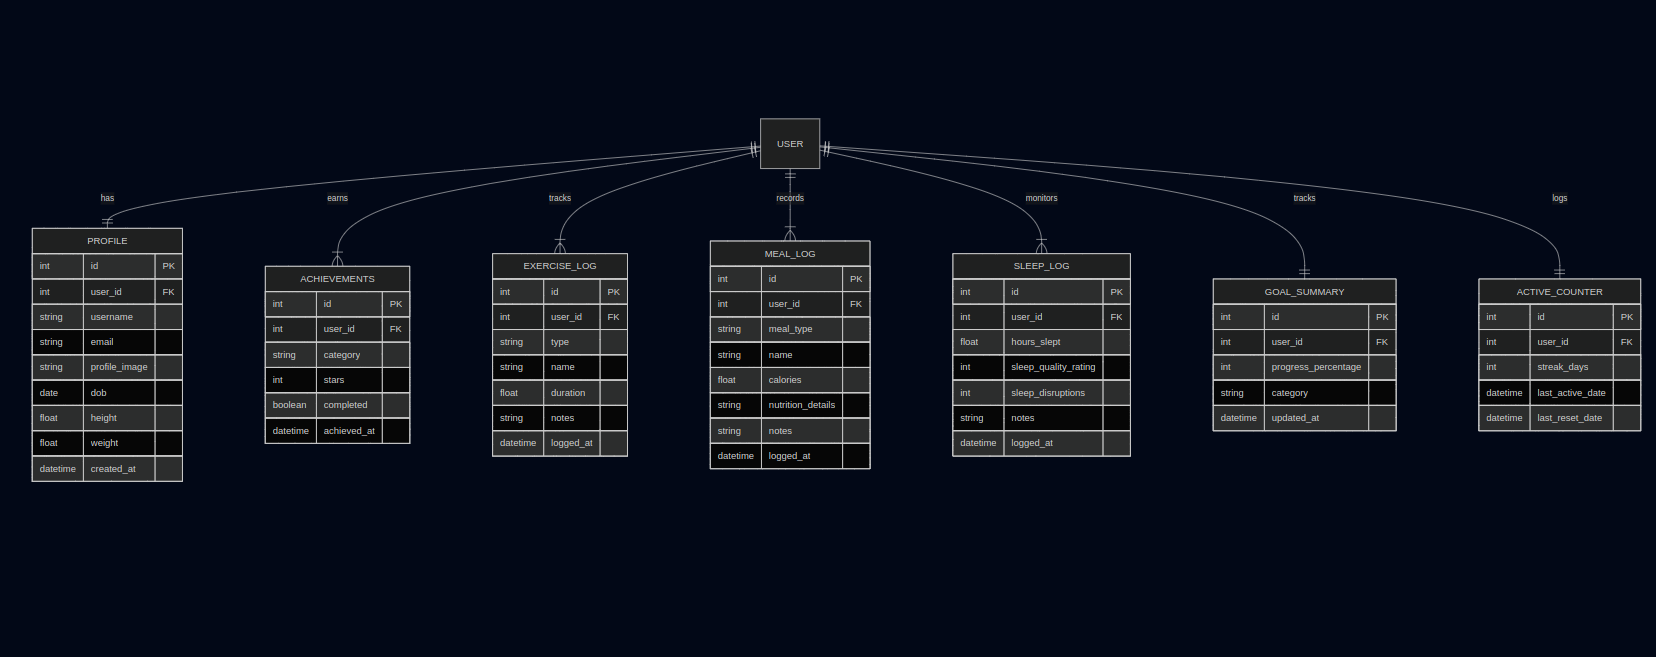 USER
has
earns
tracks
records
monitors
tracks
logs
PROFILE
int id PK
int user_id FK
string username
string email
string profile_image
date dob
float height
float weight
datetime created_at
ACHIEVEMENTS
int id PK
int user_id FK
string category
int stars
boolean completed
datetime achieved_at
EXERCISE_LOG
int id PK
int user_id FK
string type
string name
float duration
string notes
datetime logged_at
MEAL_LOG
int id PK
int user_id FK
string meal_type
string name
float calories
string nutrition_details
string notes
datetime logged_at
SLEEP_LOG
int id PK
int user_id FK
float hours_slept
int sleep_quality_rating
int sleep_disruptions
string notes
datetime logged_at
GOAL_SUMMARY
int id PK
int user_id FK
int progress_percentage
string category
datetime updated_at
ACTIVE_COUNTER
int id PK
int user_id FK
int streak_days
datetime last_active_date
datetime last_reset_date